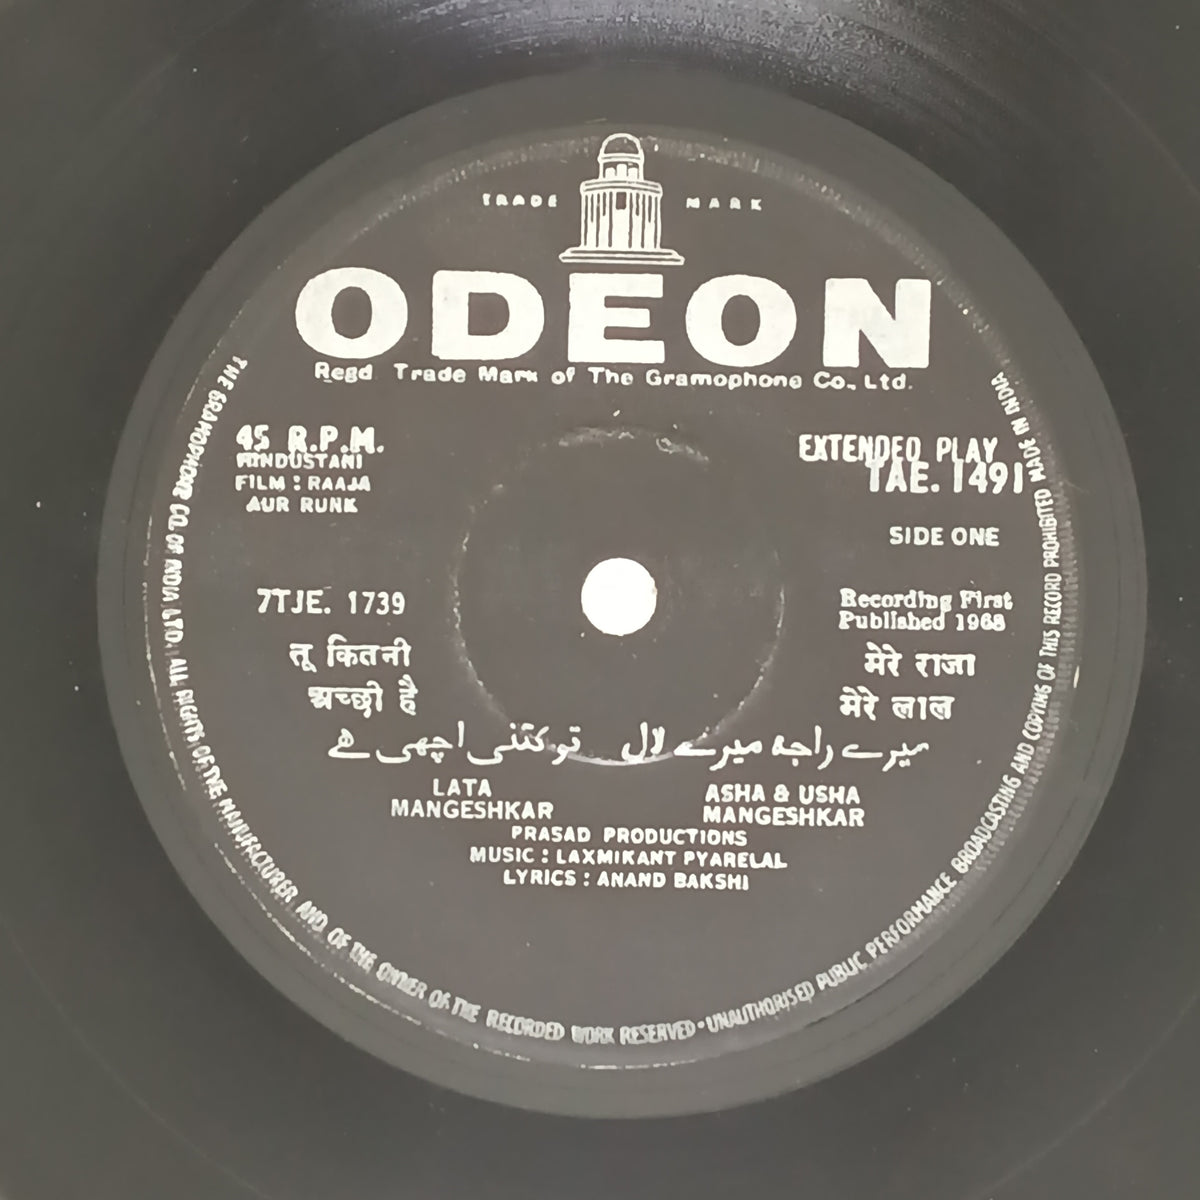 TRADE MARK
ODEON
Regd. Trade Mark of The Gramophone Co., Ltd.
45 R.P.M.
HINDUSTANI
FILM : RAAJA
AUR RUNK
EXTENDED PLAY
TAE. 1491
SIDE ONE
7TJE. 1739
Recording First
Published 1968
तू कितनी
अच्छी है
मेरे राजा
मेरे लाल
میرے راجہ میرے لال تو کتنی اچھی ہے
LATA
MANGESHKAR
ASHA & USHA
MANGESHKAR
PRASAD PRODUCTIONS
MUSIC : LAXMIKANT PYARELAL
LYRICS : ANAND BAKSHI
THE GRAMOPHONE CO. OF INDIA LTD. ALL RIGHTS OF THE MANUFACTURER AND OF THE OWNER OF THE RECORDED WORK RESERVED • UNAUTHORISED PUBLIC PERFORMANCE BROADCASTING AND COPYING OF THIS RECORD PROHIBITED MADE IN INDIA